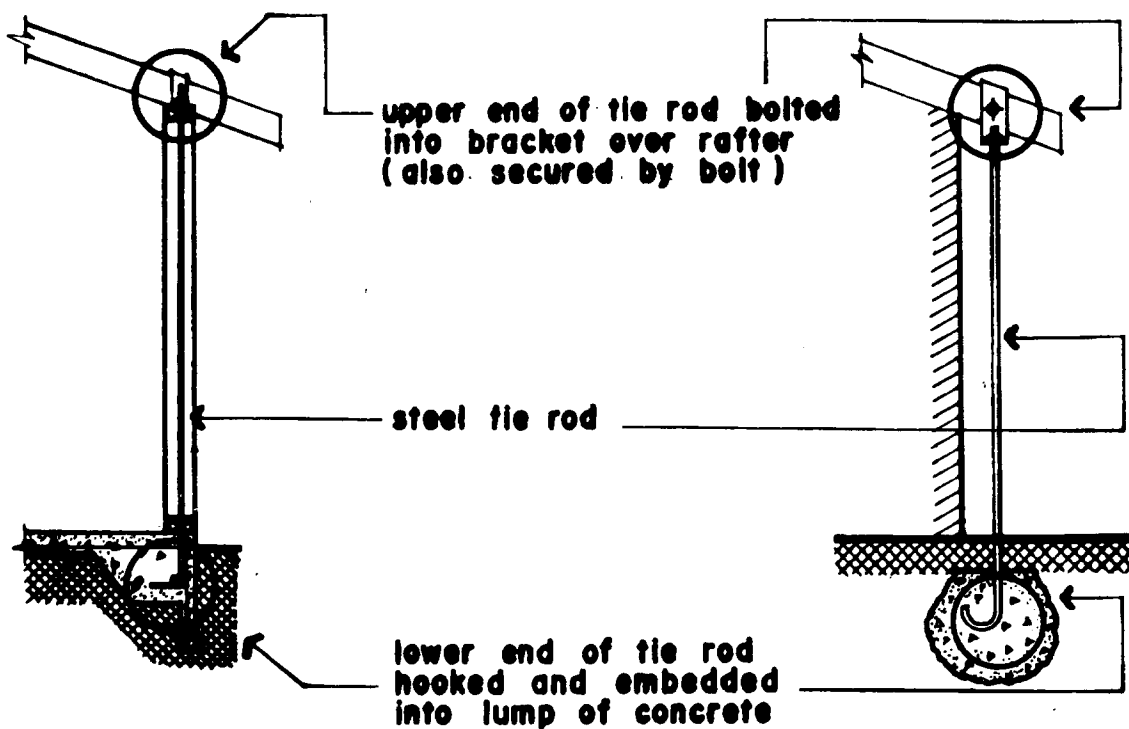 upper end of tie rod bolted
into bracket over rafter
(also secured by bolt)
steel tie rod
lower end of tie rod
hooked and embedded
into lump of concrete